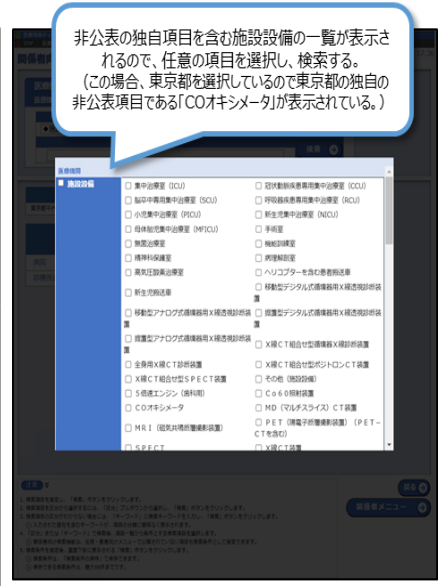 非公表の独自項目を含む施設設備の一覧が表示さ
れるので、任意の項目を選択し、検索する。
(この場合、東京都を選択しているので東京都の独自の
非公表項目である「COオキシメータ」が表示されている。)
検索
医療機関
施設設備
集中治療室(ICU) 冠状動脈疾患専用集中治療室(CCU)
脳卒中専用集中治療室(SCU) 呼吸器疾患専用集中治療室(RCU)
小児集中治療室(PICU) 新生児集中治療室(NICU)
母体胎児集中治療室(MFICU) 手術室
無菌治療室 機能訓練室
精神科保護室 病理解剖室
高気圧酸素治療室 ヘリコプターを含む患者搬送車
新生児搬送車 移動型デジタル式循環器用X線透視診断装
置
移動型アナログ式循環器用X線透視診断装 据置型デジタル式循環器用X線透視診断装
置 置
据置型アナログ式循環器用X線透視診断装 X線CT組合せ型循環器X線診断装置
置
全身用X線CT診断装置 X線CT組合せ型ポジトロンCT装置
X線CT組合せ型SPECT装置 その他(施設設備)
5倍速エンジン(歯科用) Co60照射装置
COオキシメータ MD(マルチスライス)CT装置
MRI(磁気共鳴断層撮影装置) PET(陽電子断層撮影装置)(PET-
CTを含む)
SPECT X線CT装置
注意
戻る
関係者メニュー